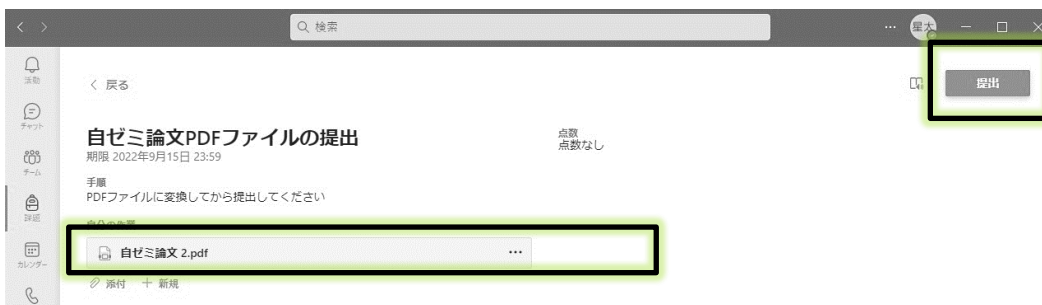 検索
星太
活動
戻る
提出
チャット
自ゼミ論文PDFファイルの提出
点数
期限 2022年9月15日 23:59
点数なし
チーム
手順
PDFファイルに変換してから提出してください
課題
自分の作業
自ゼミ論文 2.pdf
カレンダー
添付 + 新規